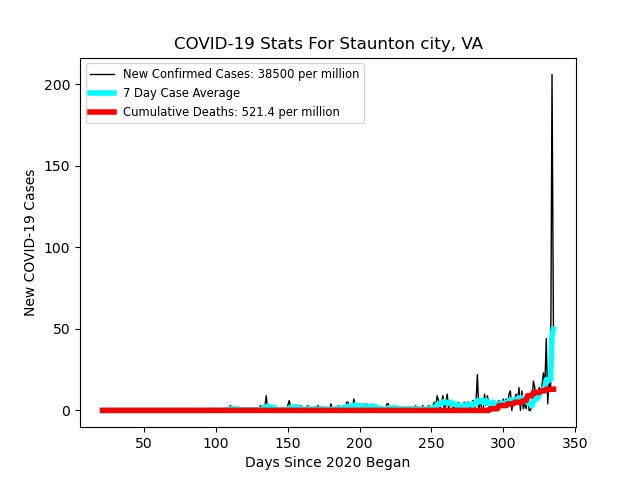 COVID-19 Stats For Staunton city, VA
New Confirmed Cases: 38500 per million
7 Day Case Average
Cumulative Deaths: 521.4 per million
New COVID-19 Cases
200
150
100
50
0
50 100 150 200 250 300 350
Days Since 2020 Began